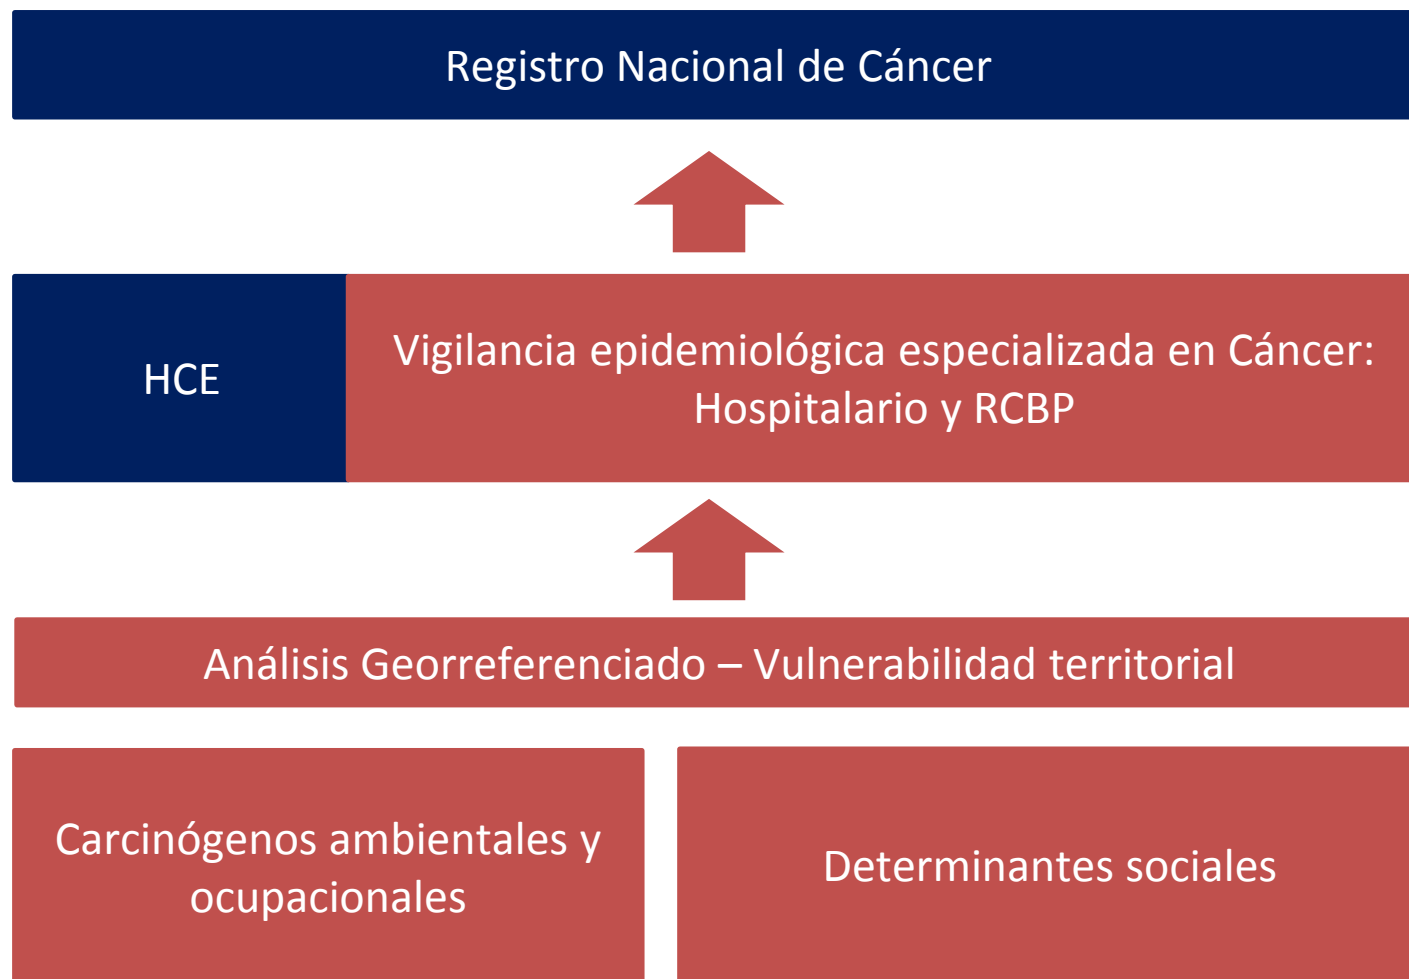 Registro Nacional de Cáncer
HCE
Vigilancia epidemiológica especializada en Cáncer:
Hospitalario y RCBP
Análisis Georreferenciado – Vulnerabilidad territorial
Carcinógenos ambientales y
ocupacionales
Determinantes sociales